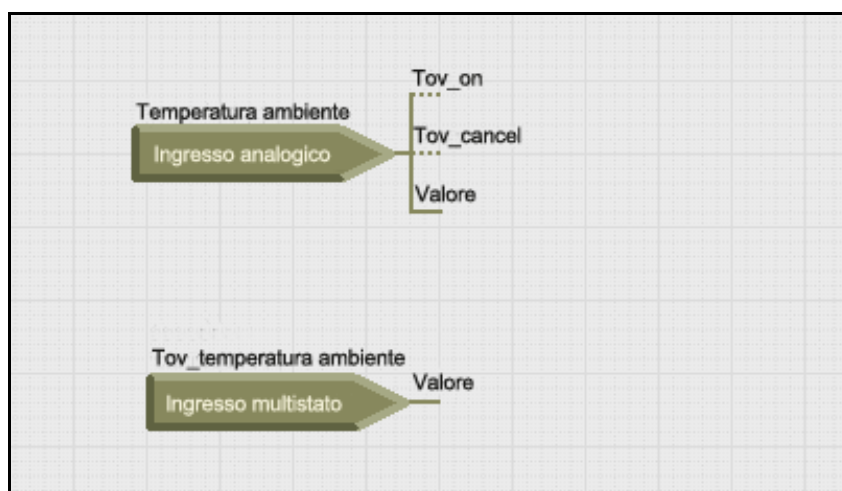 Tov_on
Temperatura ambiente
Ingresso analogico
Tov_cancel
Valore
Tov_temperatura ambiente
Ingresso multistato
Valore